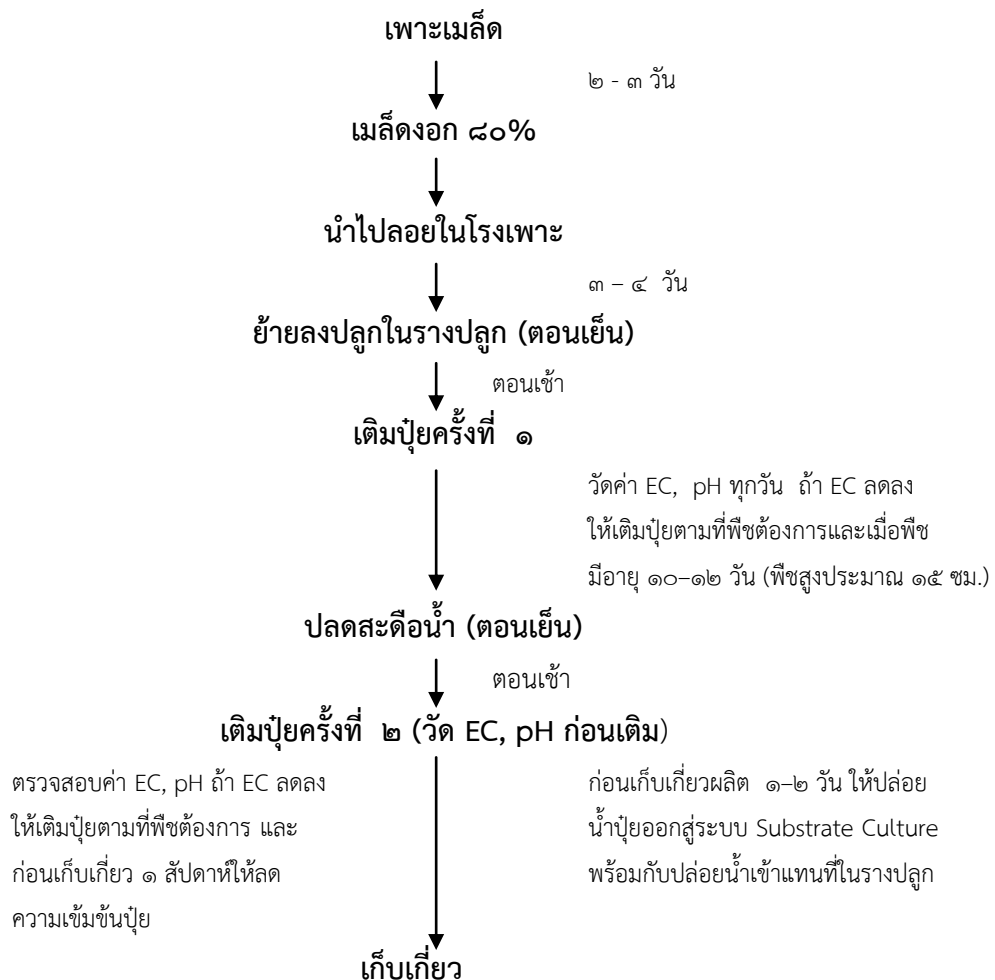 เพาะเมล็ด
๒ - ๓ วัน
เมล็ดงอก ๘๐%
นำไปลอยในโรงเพาะ
๓ – ๔ วัน
ย้ายลงปลูกในรางปลูก (ตอนเย็น)
ตอนเช้า
เติมปุ๋ยครั้งที่ ๑
วัดค่า EC, pH ทุกวัน ถ้า EC ลดลง
ให้เติมปุ๋ยตามที่พืชต้องการและเมื่อพืช
มีอายุ ๑๐–๑๒ วัน (พืชสูงประมาณ ๑๕ ซม.)
ปลดสะดือน้ำ (ตอนเย็น)
ตอนเช้า
เติมปุ๋ยครั้งที่ ๒ (วัด EC, pH ก่อนเติม)
ตรวจสอบค่า EC, pH ถ้า EC ลดลง
ให้เติมปุ๋ยตามที่พืชต้องการ และ
ก่อนเก็บเกี่ยว ๑ สัปดาห์ให้ลด
ความเข้มข้นปุ๋ย
ก่อนเก็บเกี่ยวผลิต ๑–๒ วัน ให้ปล่อย
น้ำปุ๋ยออกสู่ระบบ Substrate Culture
พร้อมกับปล่อยน้ำเข้าแทนที่ในรางปลูก
เก็บเกี่ยว